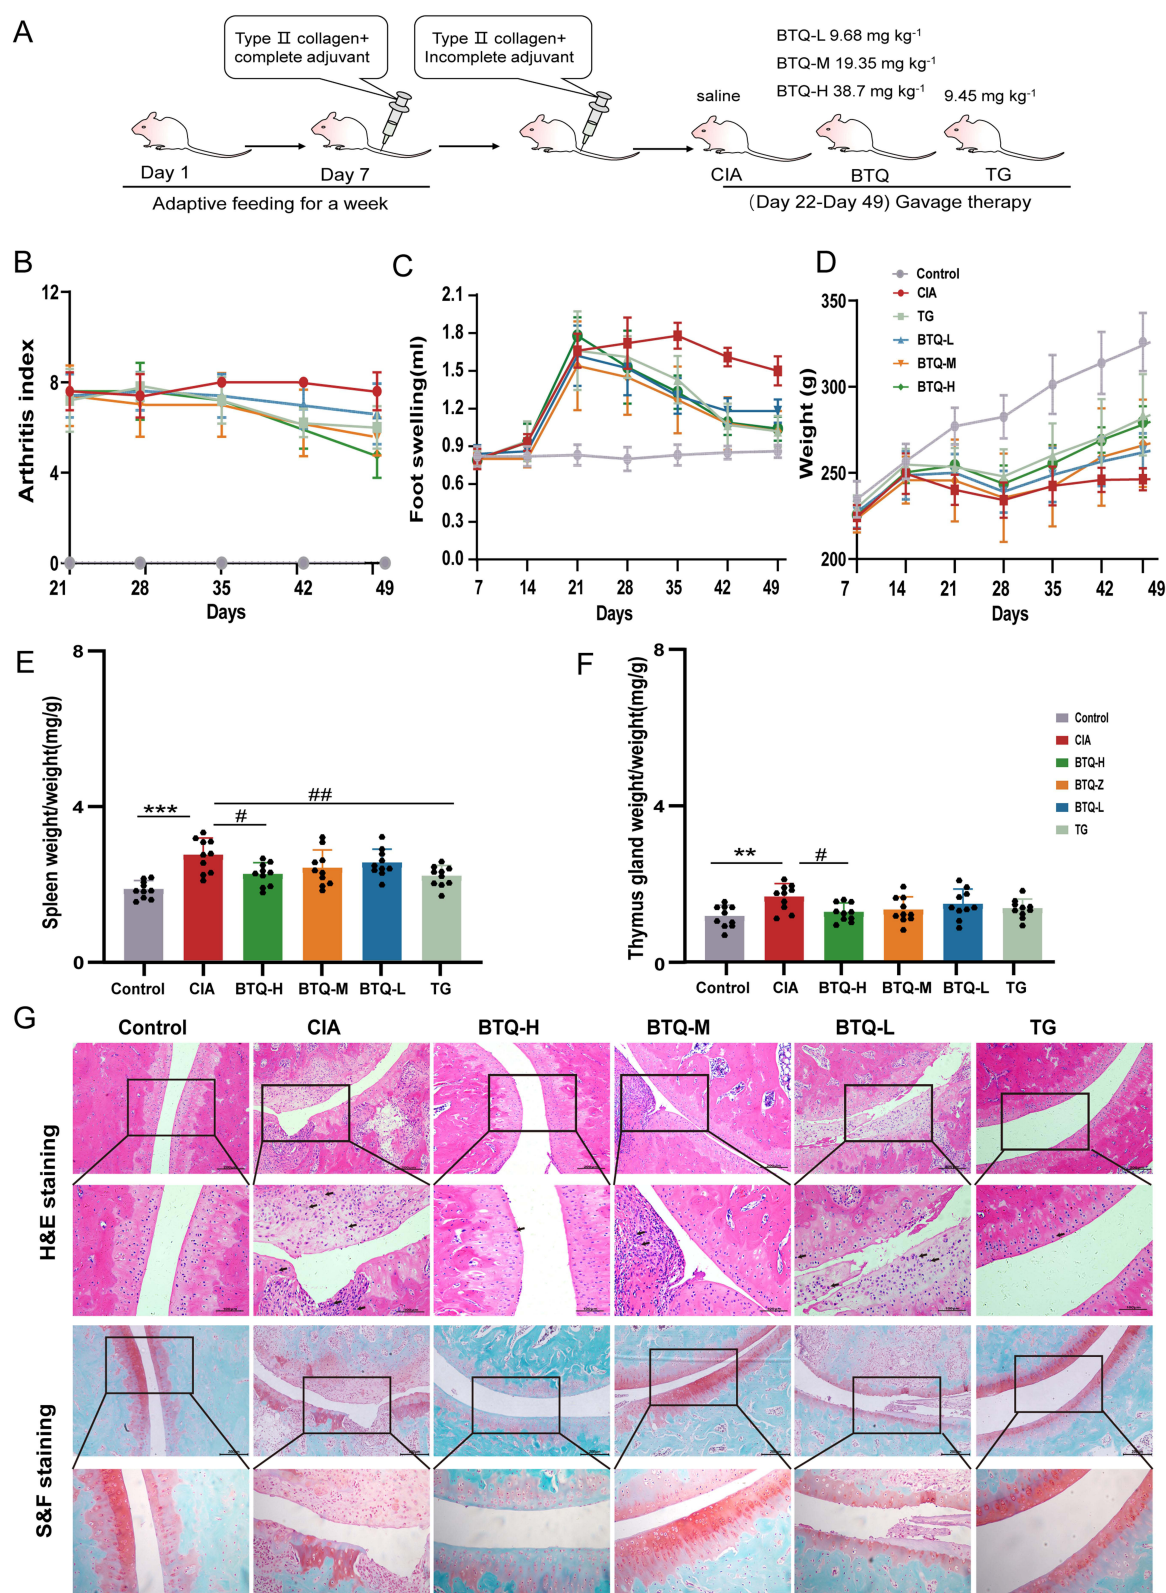 A
Type Ⅱ collagen+
complete adjuvant
Type Ⅱ collagen+
Incomplete adjuvant
BTQ-L 9.68 mg kg⁻¹
BTQ-M 19.35 mg kg⁻¹
BTQ-H 38.7 mg kg⁻¹
saline
9.45 mg kg⁻¹
Day 1
Day 7
CIA
BTQ
TG
Adaptive feeding for a week
(Day 22-Day 49) Gavage therapy
B
Arthritis index
12
8
4
0
21 28 35 42 49
Days
C
Foot swelling(ml)
2.1
1.8
1.5
1.2
0.9
0.6
0.3
0.0
7 14 21 28 35 42 49
Days
D
Weight (g)
350
300
250
200
7 14 21 28 35 42 49
Days
Control
CIA
TG
BTQ-L
BTQ-M
BTQ-H
E
Spleen weight/weight(mg/g)
8
4
0
***
#
##
Control CIA BTQ-H BTQ-M BTQ-L TG
F
Thymus gland weight/weight(mg/g)
8
4
0
**
#
Control CIA BTQ-H BTQ-M BTQ-L TG
Control
CIA
BTQ-H
BTQ-Z
BTQ-L
TG
G
Control CIA BTQ-H BTQ-M BTQ-L TG
H&E staining
S&F staining